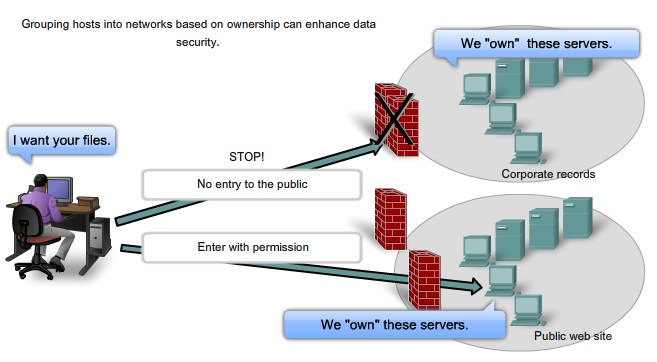 Grouping hosts into networks based on ownership can enhance data
security.
We "own" these servers.
I want your files.
STOP!
No entry to the public
Corporate records
Enter with permission
We "own" these servers.
Public web site